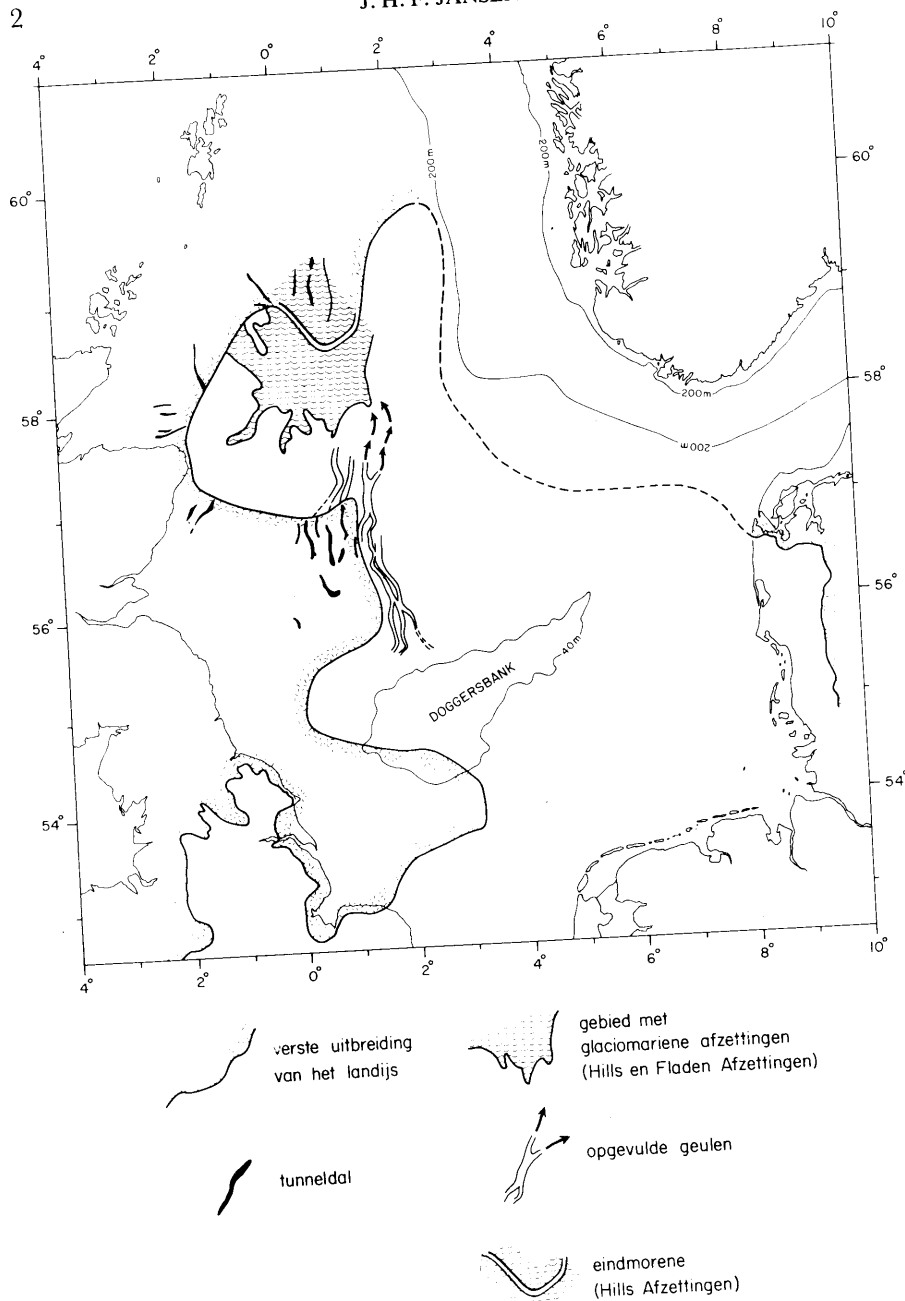 2
J. H. F. JANSEN
4° 2° 0° 2° 4° 6° 8° 10°
60° 60°
58° 58°
56° 56°
54° 54°
200m
200m
200m
200m
40m
DOGGERSBANK
4° 2° 0° 2° 4° 6° 8° 10°
verste uitbreiding
van het landijs
gebied met
glaciomariene afzettingen
(Hills en Fladen Afzettingen)
tunneldal
opgevulde geulen
eindmorene
(Hills Afzettingen)